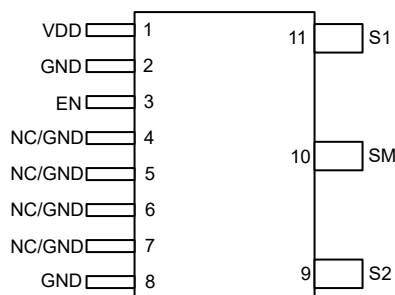 VDD 1 11 S1
GND 2
EN 3
NC/GND 4
NC/GND 5 10 SM
NC/GND 6
NC/GND 7
GND 8 9 S2